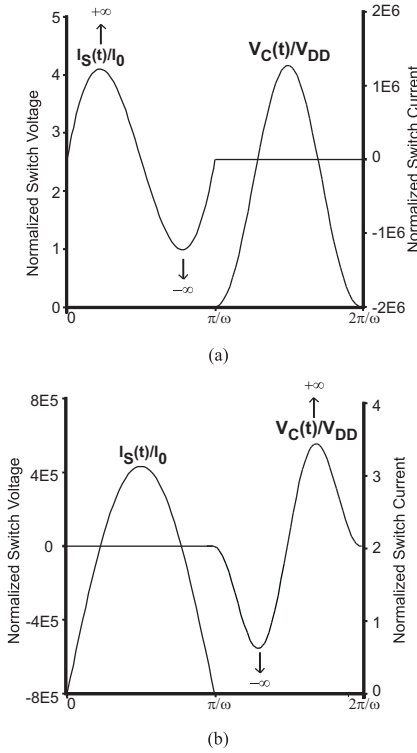 5
4
3
2
1
0
Normalized Switch Voltage
+∞
I_S(t)/I_0
V_C(t)/V_DD
−∞
2E6
1E6
0
-1E6
-2E6
Normalized Switch Current
0
π/ω
2π/ω
(a)
8E5
4E5
0
-4E5
-8E5
Normalized Switch Voltage
I_S(t)/I_0
+∞
V_C(t)/V_DD
−∞
4
3
2
1
0
Normalized Switch Current
0
π/ω
2π/ω
(b)